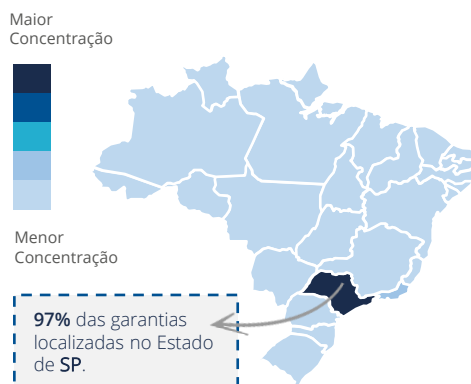 Maior
Concentração
Menor
Concentração
97% das garantias
localizadas no Estado
de SP.